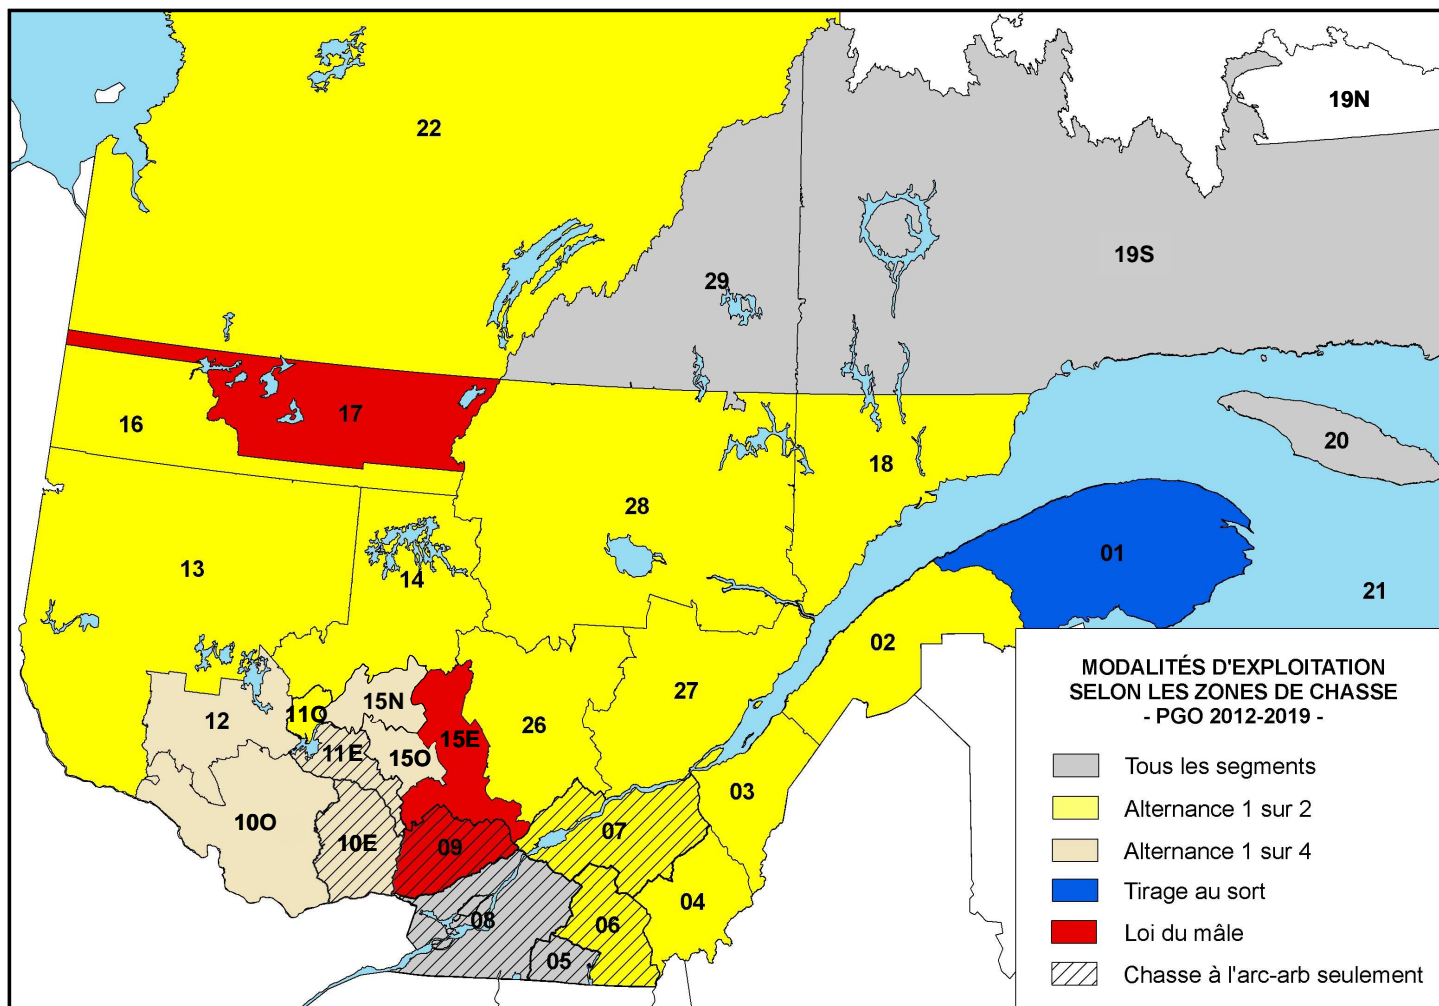 22
19N
19S
29
16
17
20
18
28
13
14
01
21
02
12
11O
15N
27
26
15E
11E
15O
03
10O
10E
09
07
04
08
06
05
MODALITÉS D'EXPLOITATION
SELON LES ZONES DE CHASSE
- PGO 2012-2019 -
Tous les segments
Alternance 1 sur 2
Alternance 1 sur 4
Tirage au sort
Loi du mâle
Chasse à l'arc-arb seulement